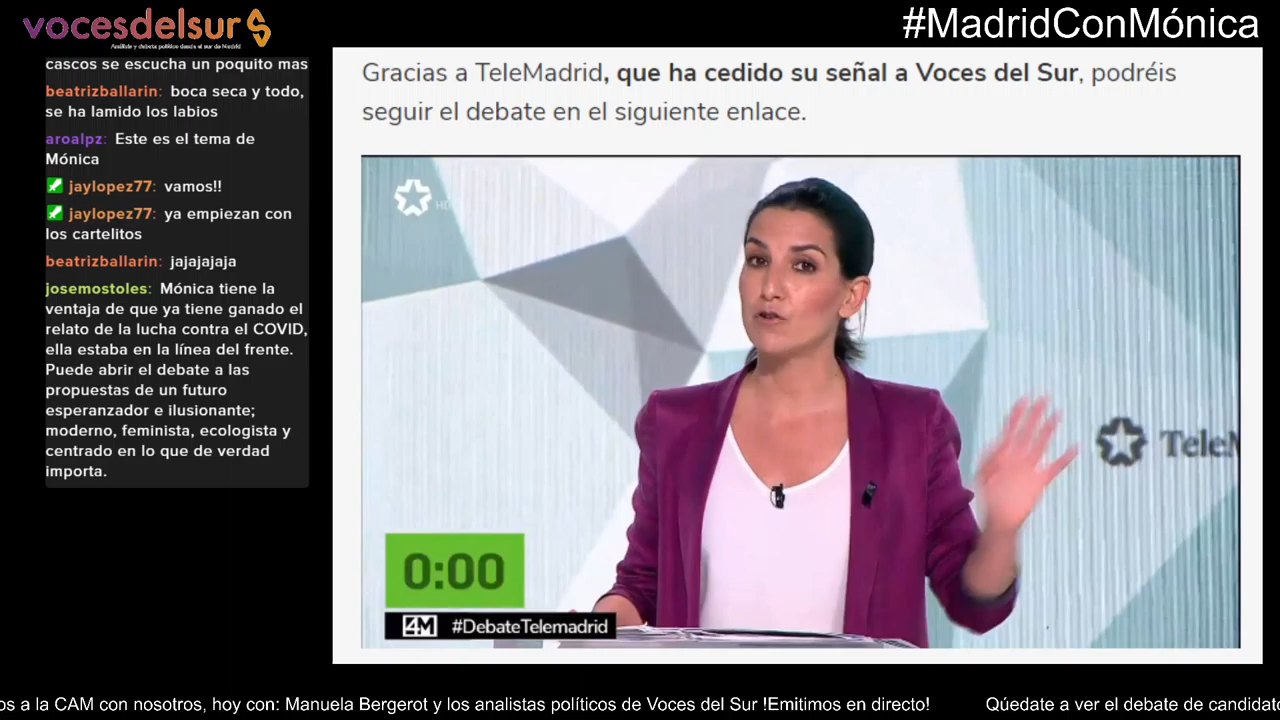 vocesdelsur
Análisis y debate político desde el sur de Madrid
#MadridConMónica
cascos se escucha un poquito mas
beatrizballarin: boca seca y todo,
se ha lamido los labios
aroalpz: Este es el tema de
Mónica
jaylopez77: vamos!!
jaylopez77: ya empiezan con
los cartelitos
beatrizballarin: jajajajaja
josemostoles: Mónica tiene la
ventaja de que ya tiene ganado el
relato de la lucha contra el COVID,
ella estaba en la línea del frente.
Puede abrir el debate a las
propuestas de un futuro
esperanzador e ilusionante;
moderno, feminista, ecologista y
centrado en lo que de verdad
importa.
Gracias a TeleMadrid, que ha cedido su señal a Voces del Sur, podréis
seguir el debate en el siguiente enlace.
HD
TeleM
0:00
4M #DebateTelemadrid
os a la CAM con nosotros, hoy con: Manuela Bergerot y los analistas políticos de Voces del Sur !Emitimos en directo! Qúedate a ver el debate de candidato